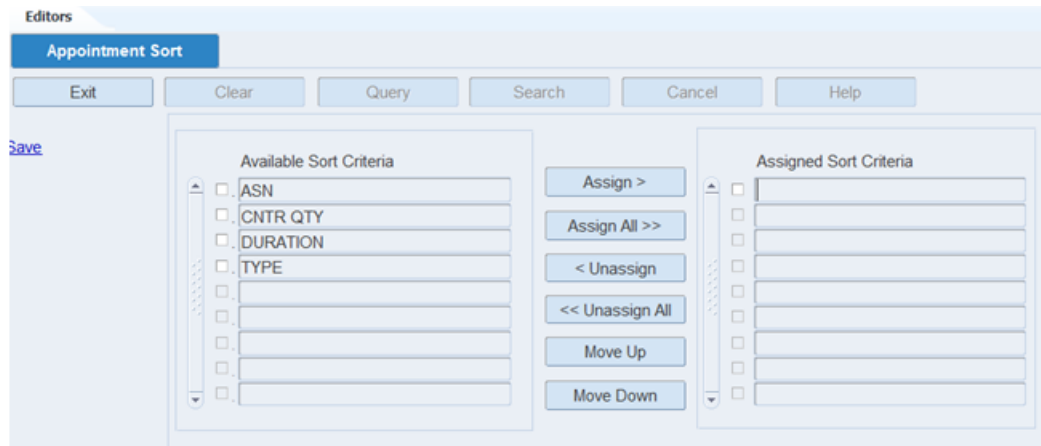 Editors
Appointment Sort
Exit Clear Query Search Cancel Help
Save
Available Sort Criteria
Assigned Sort Criteria
ASN
CNTR QTY
DURATION
TYPE
Assign >
Assign All >>
< Unassign
<< Unassign All
Move Up
Move Down